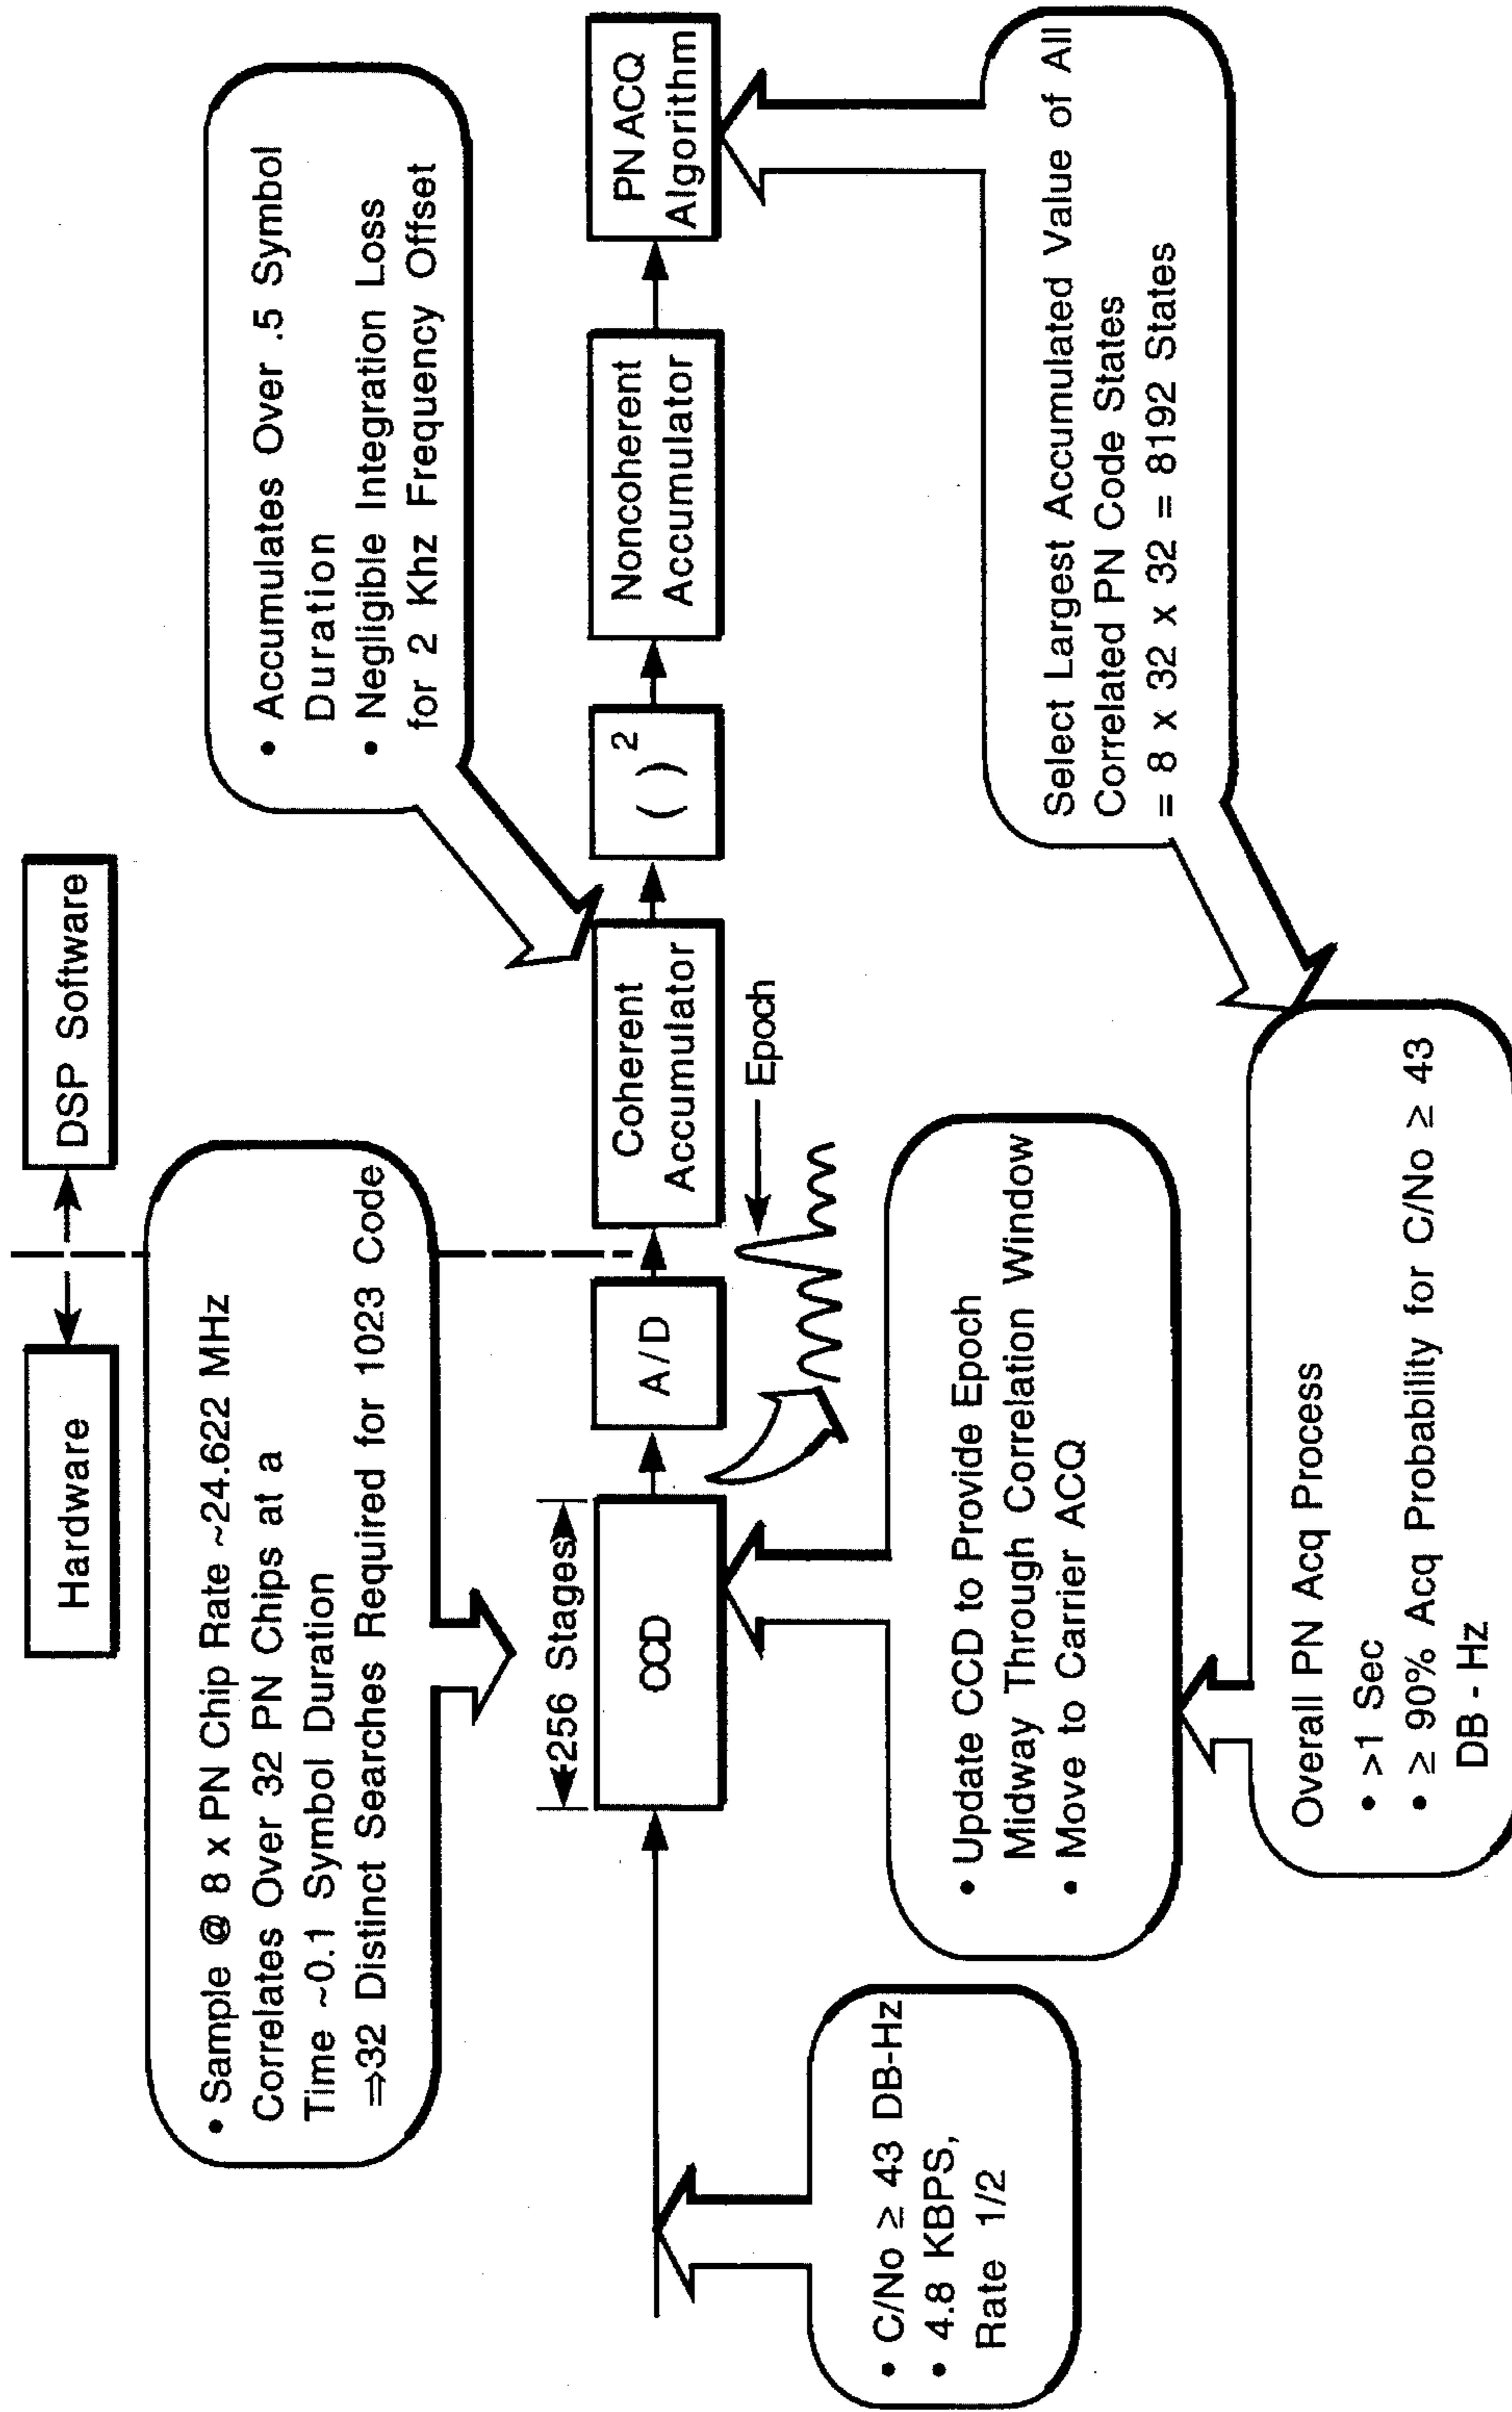 Hardware
DSP Software
• Sample @ 8 x PN Chip Rate ~24.622 MHz
Correlates Over 32 PN Chips at a
Time ~0.1 Symbol Duration
⇒32 Distinct Searches Required for 1023 Code
• Accumulates Over .5 Symbol
Duration
• Negligible Integration Loss
for 2 Khz Frequency Offset
256 Stages
CCD
A/D
Coherent
Accumulator
( )²
Noncoherent
Accumulator
PN ACQ
Algorithm
Epoch
• C/No ≥ 43 DB-Hz
• 4.8 KBPS,
Rate 1/2
• Update CCD to Provide Epoch
Midway Through Correlation Window
• Move to Carrier ACQ
Select Largest Accumulated Value of All
Correlated PN Code States
= 8 x 32 x 32 = 8192 States
Overall PN Acq Process
• >1 Sec
• ≥ 90% Acq Probability for C/No ≥ 43
DB - Hz